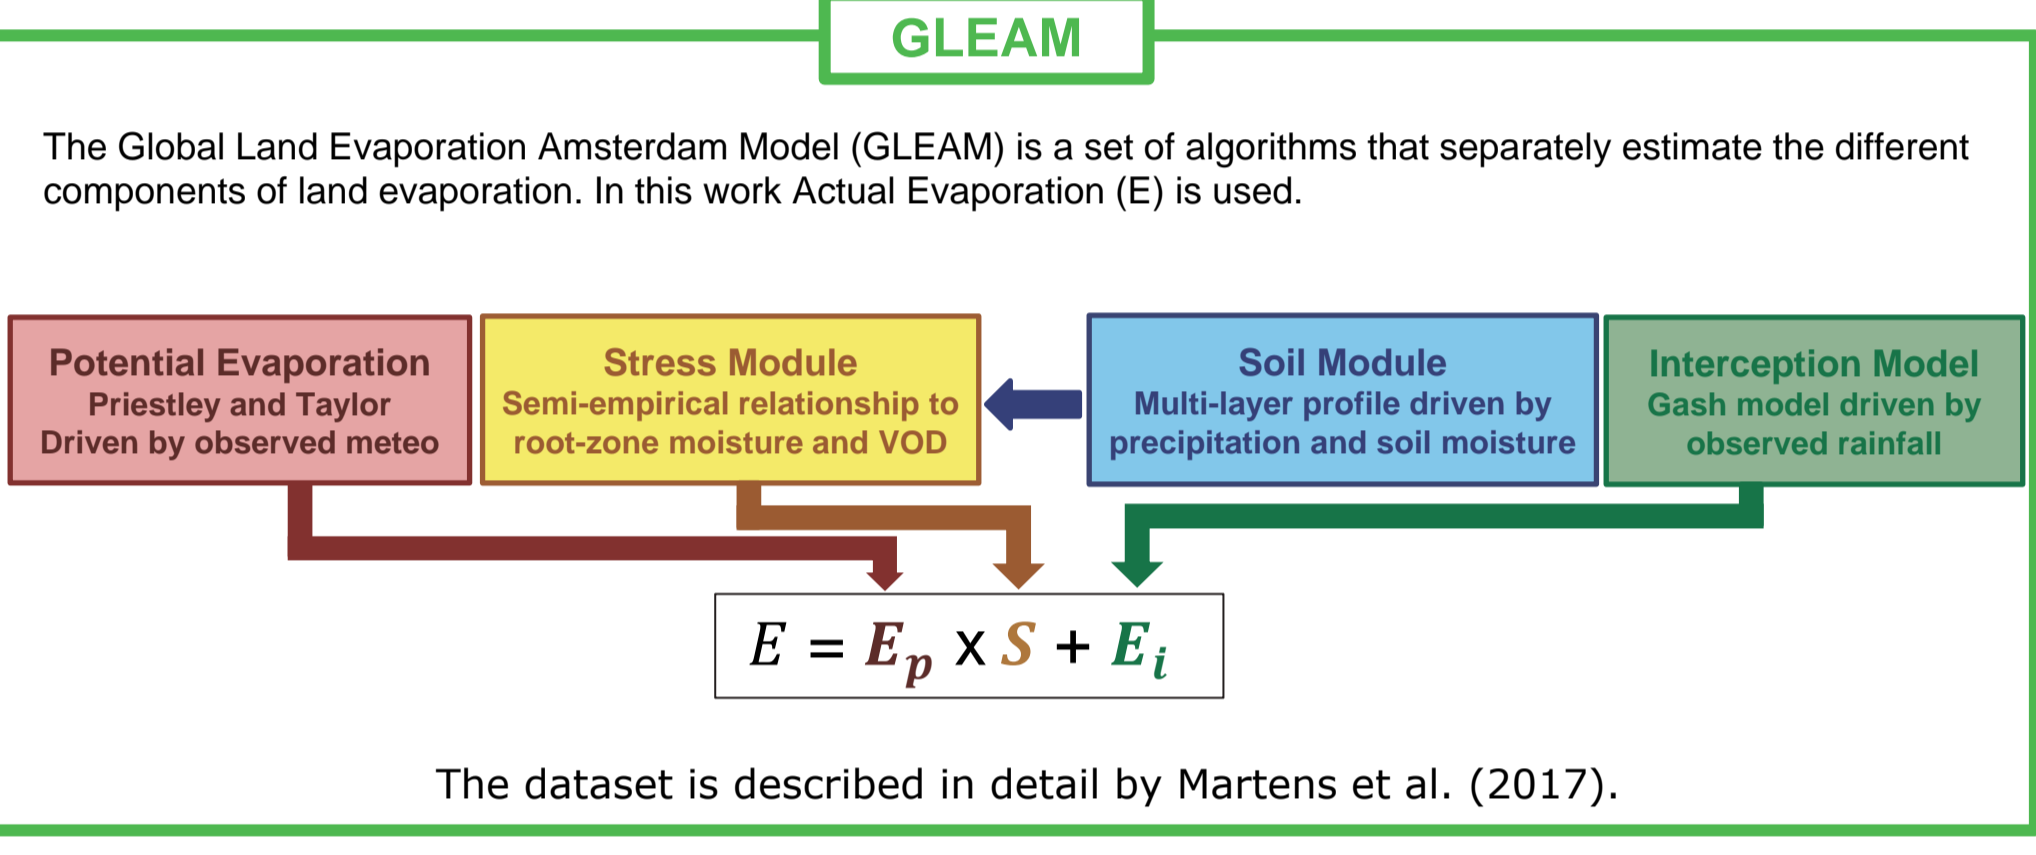 GLEAM
The Global Land Evaporation Amsterdam Model (GLEAM) is a set of algorithms that separately estimate the different
components of land evaporation. In this work Actual Evaporation (E) is used.
Potential Evaporation
Priestley and Taylor
Driven by observed meteo
Stress Module
Semi-empirical relationship to
root-zone moisture and VOD
Soil Module
Multi-layer profile driven by
precipitation and soil moisture
Interception Model
Gash model driven by
observed rainfall
E = Eₚ x S + Eᵢ
The dataset is described in detail by Martens et al. (2017).